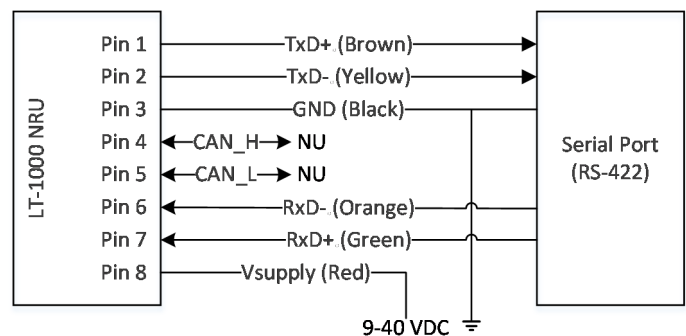 LT-1000 NRU
Pin 1
TxD+ (Brown)
Pin 2
TxD- (Yellow)
Pin 3
GND (Black)
Pin 4
CAN_H
NU
Pin 5
CAN_L
NU
Pin 6
RxD- (Orange)
Pin 7
RxD+ (Green)
Pin 8
Vsupply (Red)
9-40 VDC
Serial Port
(RS-422)